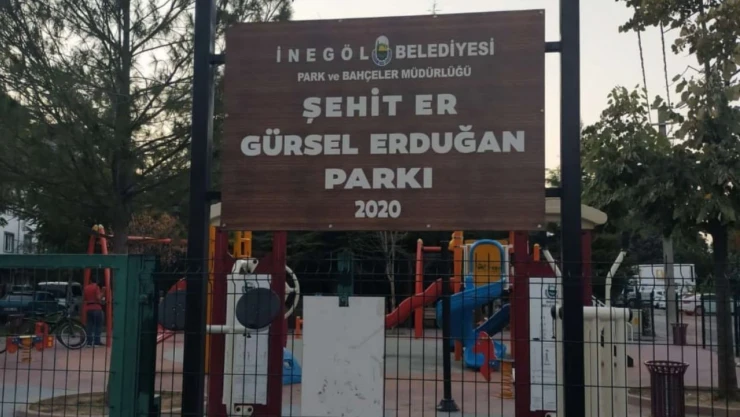 İNEGÖL BELEDİYESİ
PARK ve BAHÇELER MÜDÜRLÜĞÜ
ŞEHİT ER
GÜRSEL ERDUĞAN
PARKI
2020